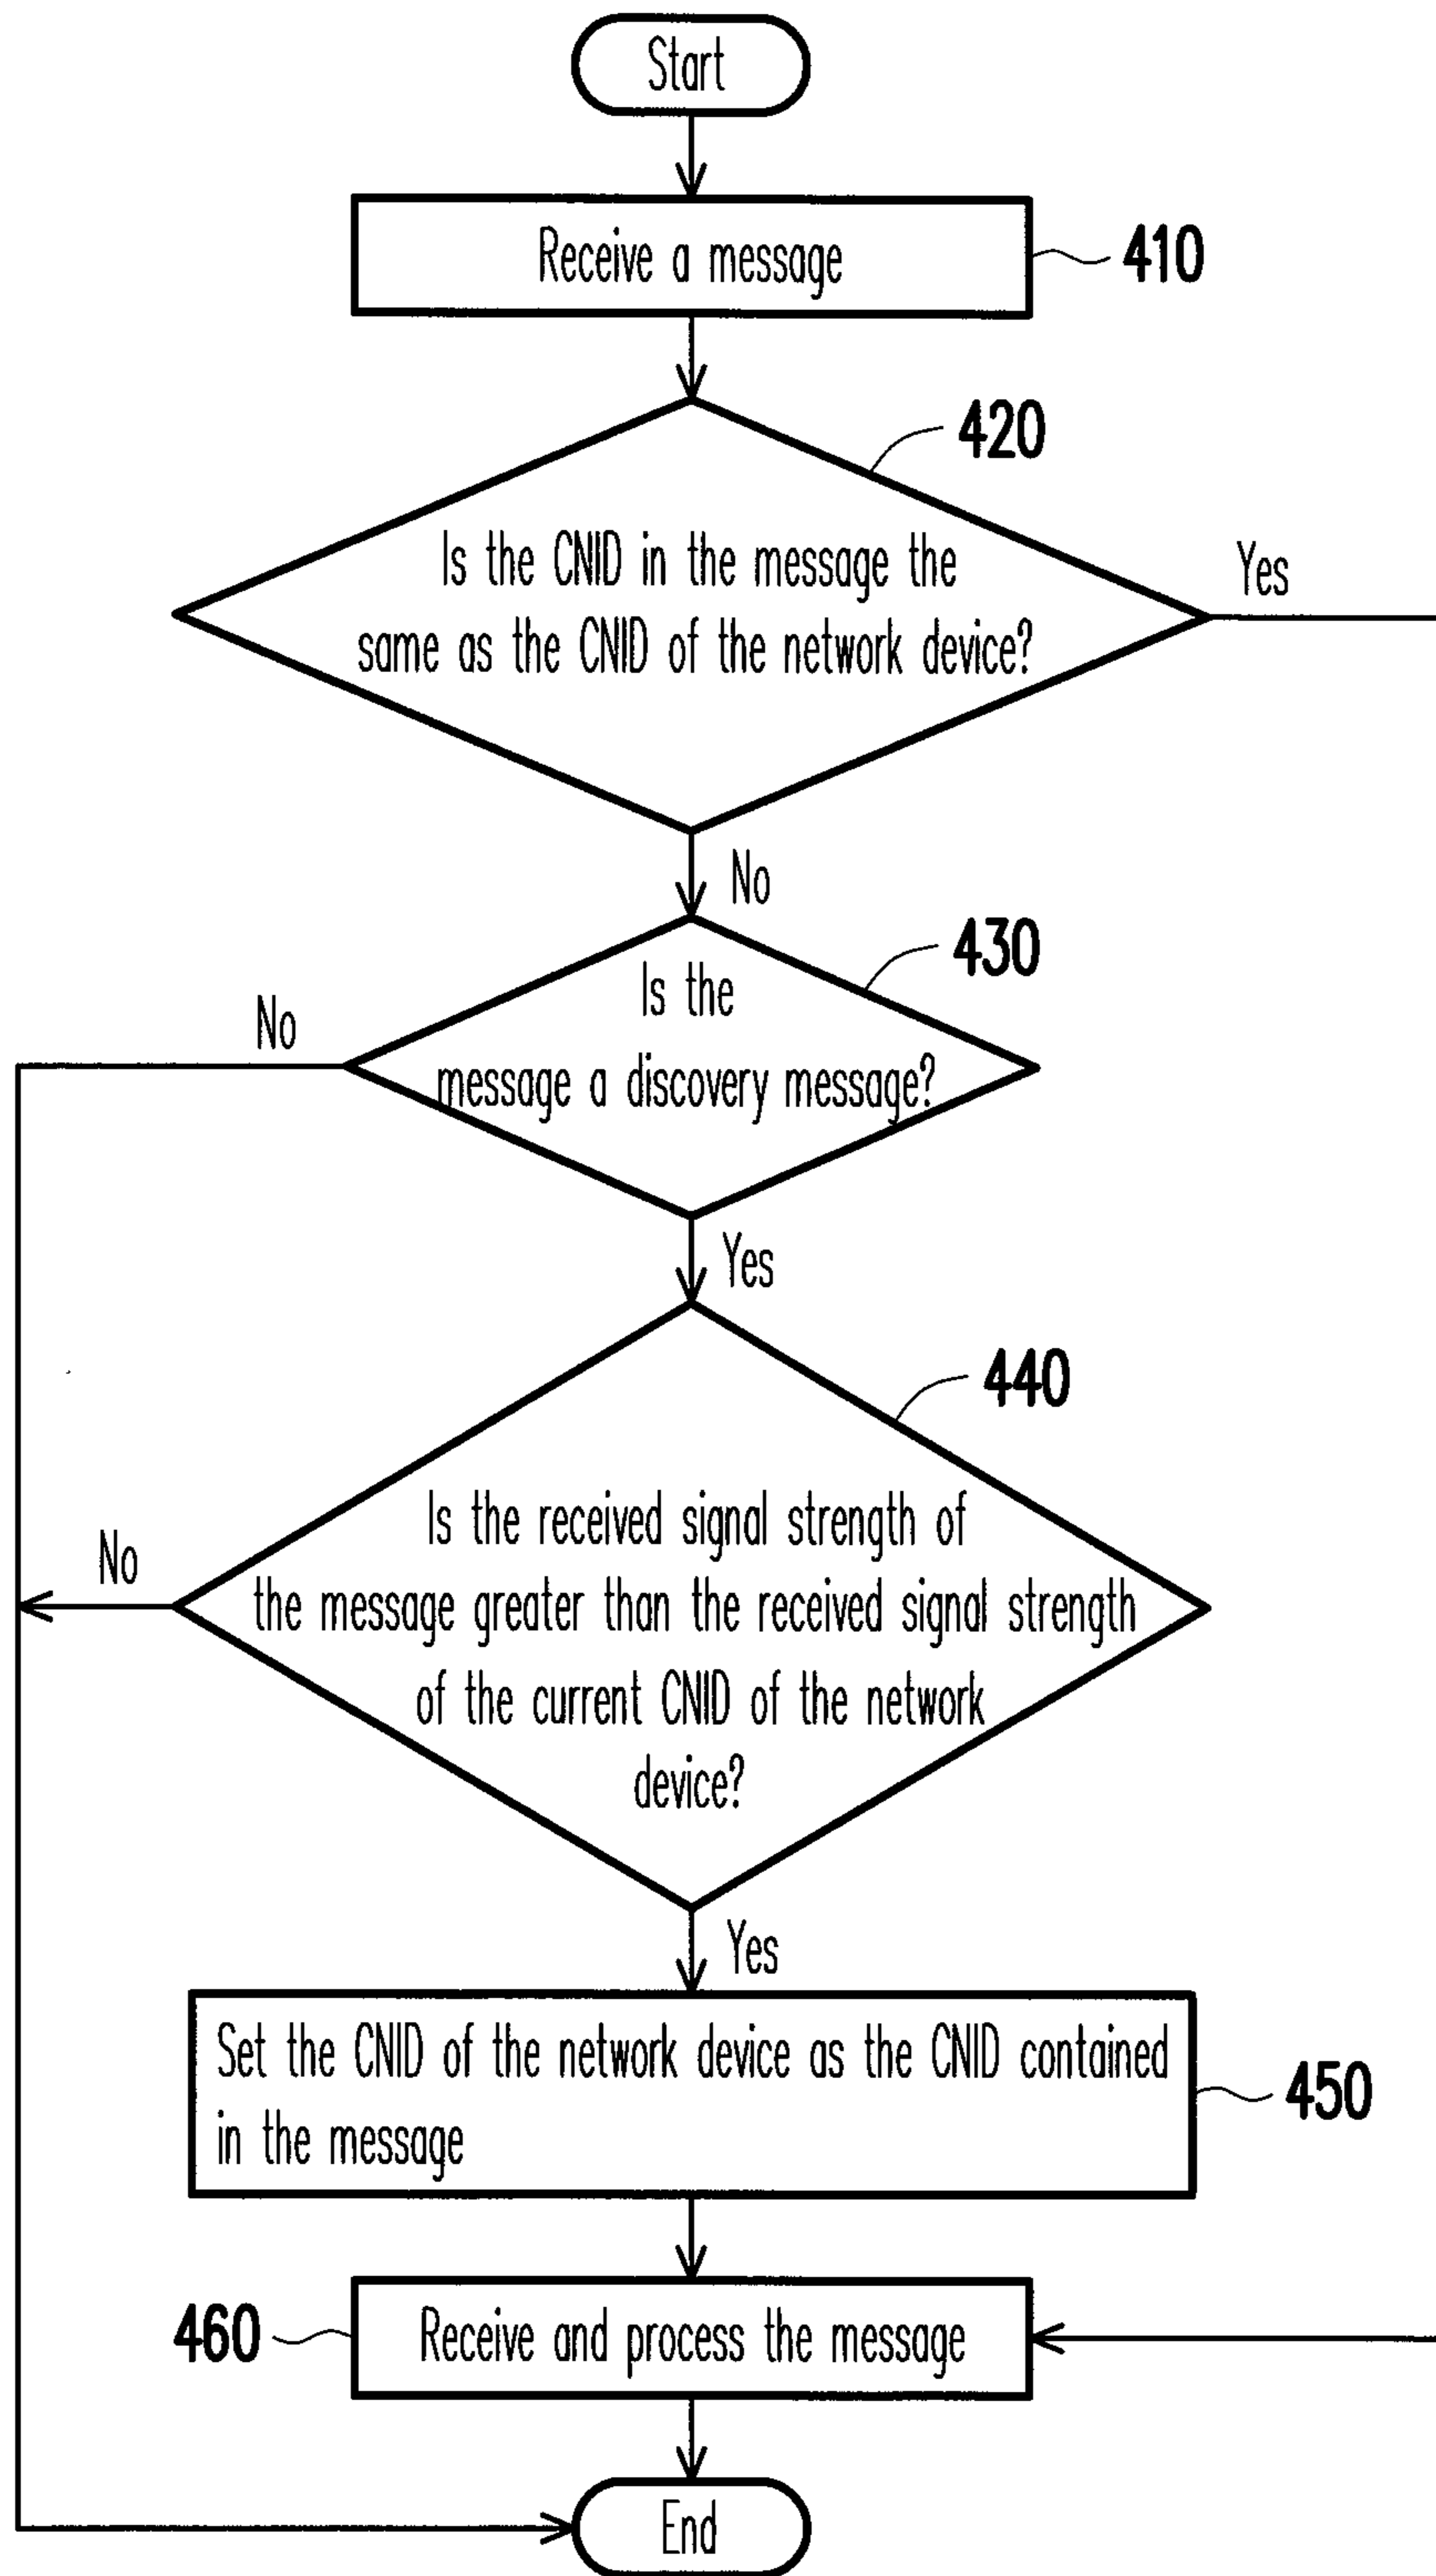 Start
Receive a message
410
420
Is the CNID in the message the
same as the CNID of the network device?
Yes
No
430
Is the
message a discovery message?
No
Yes
440
Is the received signal strength of
the message greater than the received signal strength
of the current CNID of the network
device?
No
Yes
Set the CNID of the network device as the CNID contained
in the message
450
460
Receive and process the message
End